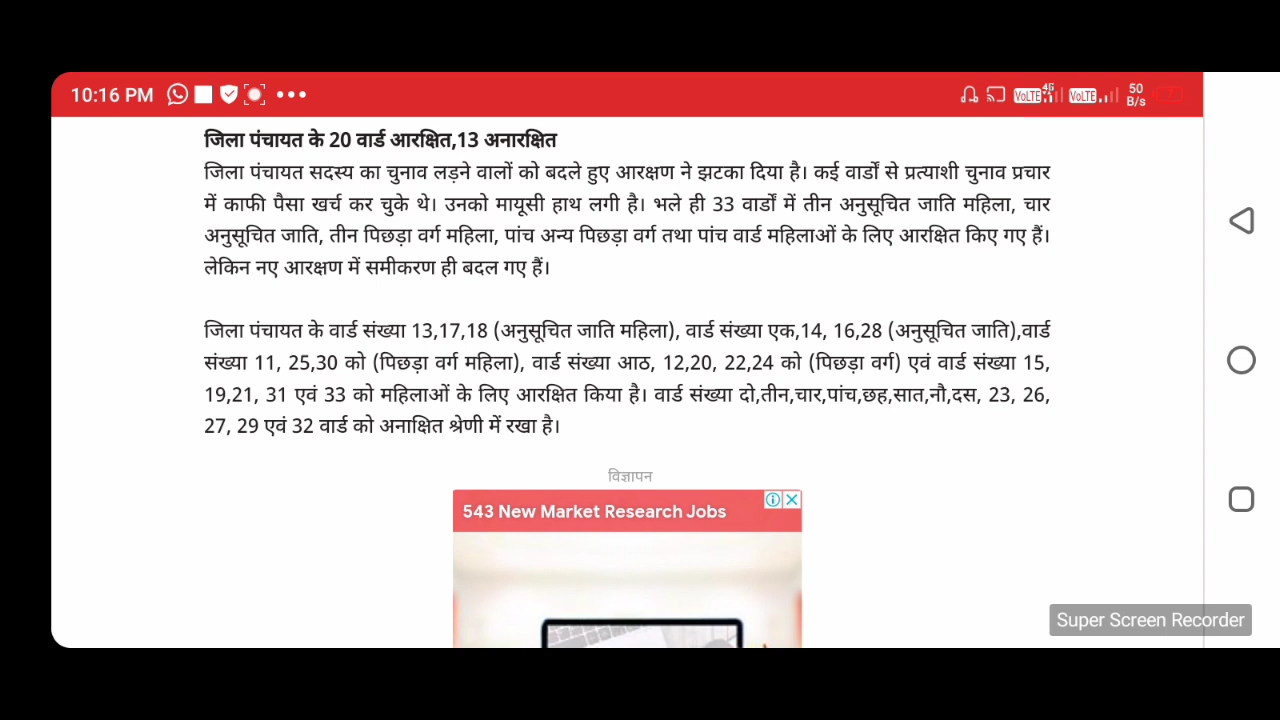 10:16 PM
VoLTE 4G VoLTE 50 B/s
जिला पंचायत के 20 वार्ड आरक्षित,13 अनारक्षित
जिला पंचायत सदस्य का चुनाव लड़ने वालों को बदले हुए आरक्षण ने झटका दिया है। कई वार्डों से प्रत्याशी चुनाव प्रचार
में काफी पैसा खर्च कर चुके थे। उनको मायूसी हाथ लगी है। भले ही 33 वार्डों में तीन अनुसूचित जाति महिला, चार
अनुसूचित जाति, तीन पिछड़ा वर्ग महिला, पांच अन्य पिछड़ा वर्ग तथा पांच वार्ड महिलाओं के लिए आरक्षित किए गए हैं।
लेकिन नए आरक्षण में समीकरण ही बदल गए हैं।
जिला पंचायत के वार्ड संख्या 13,17,18 (अनुसूचित जाति महिला), वार्ड संख्या एक,14, 16,28 (अनुसूचित जाति),वार्ड
संख्या 11, 25,30 को (पिछड़ा वर्ग महिला), वार्ड संख्या आठ, 12,20, 22,24 को (पिछड़ा वर्ग) एवं वार्ड संख्या 15,
19,21, 31 एवं 33 को महिलाओं के लिए आरक्षित किया है। वार्ड संख्या दो,तीन,चार,पांच,छह,सात,नौ,दस, 23, 26,
27, 29 एवं 32 वार्ड को अनाक्षित श्रेणी में रखा है।
विज्ञापन
543 New Market Research Jobs
Super Screen Recorder